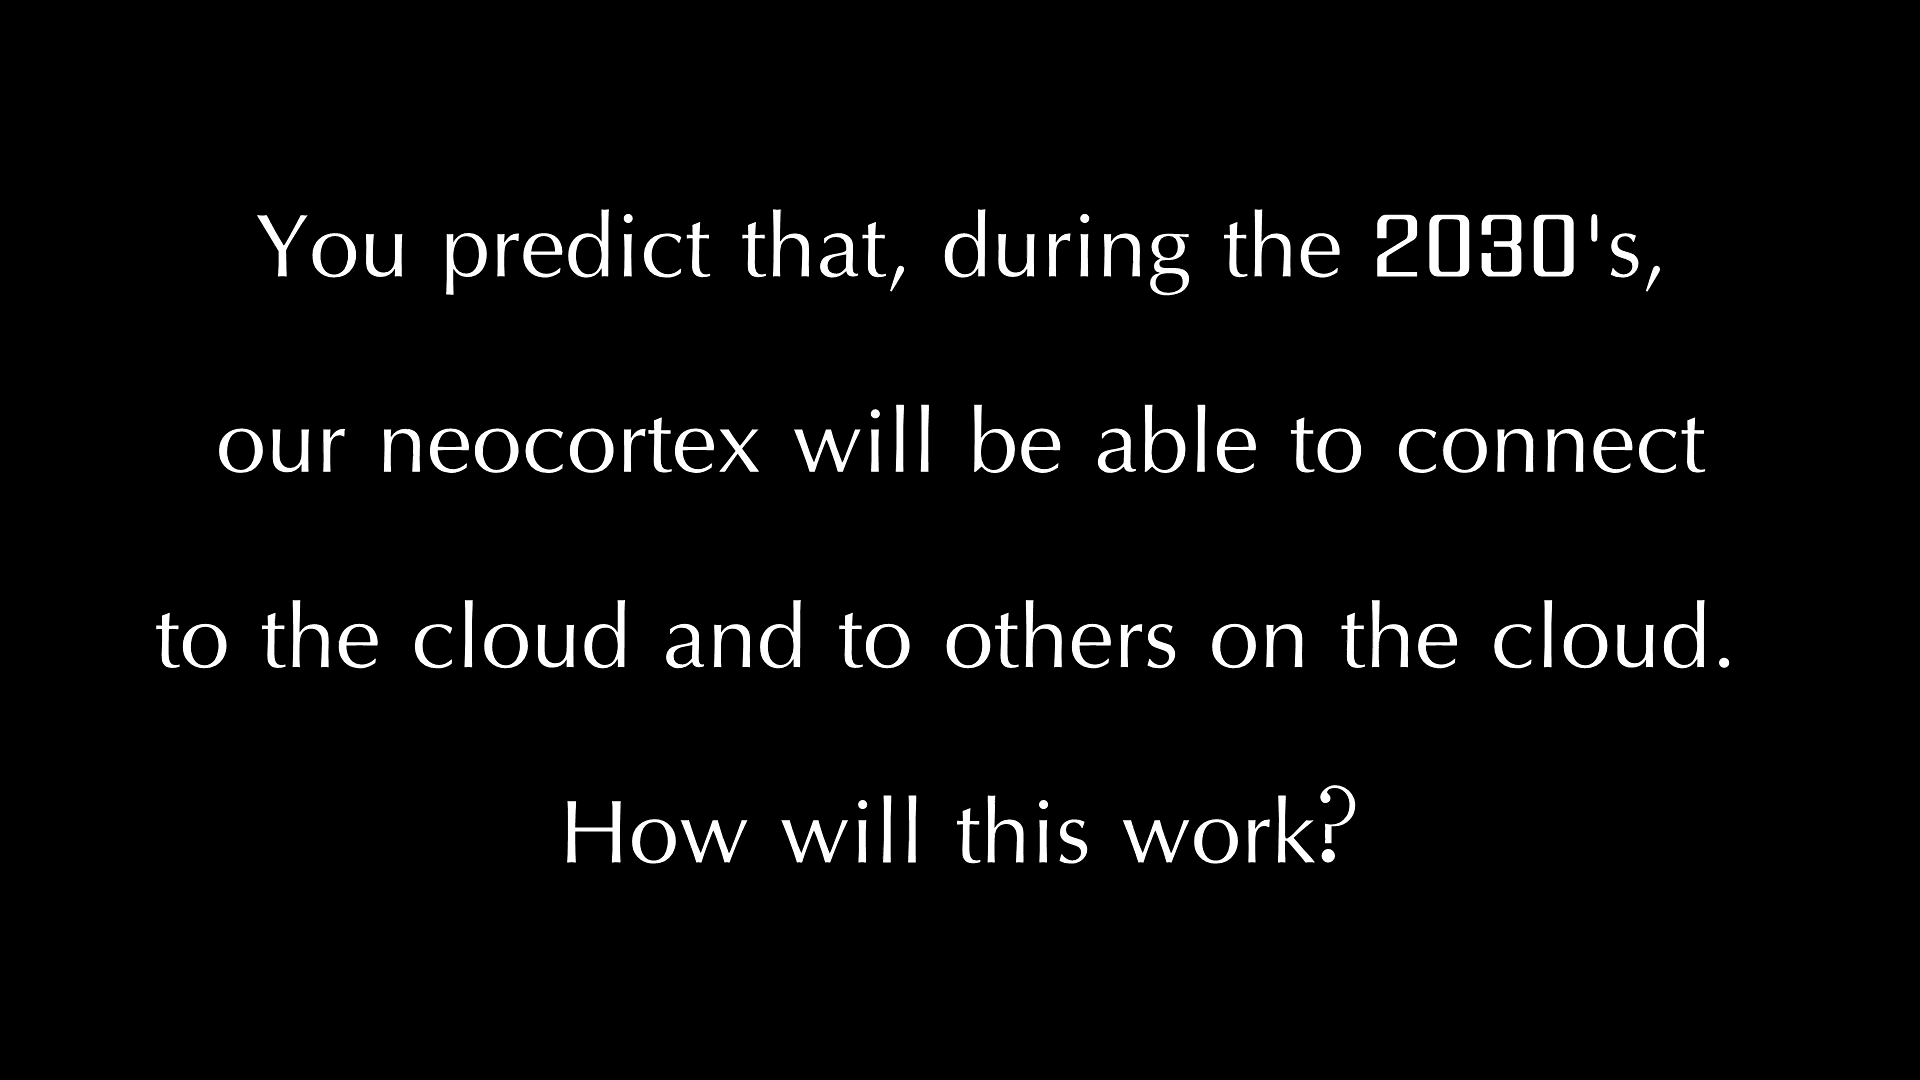 You predict that, during the 2030's,
our neocortex will be able to connect
to the cloud and to others on the cloud.
How will this work?